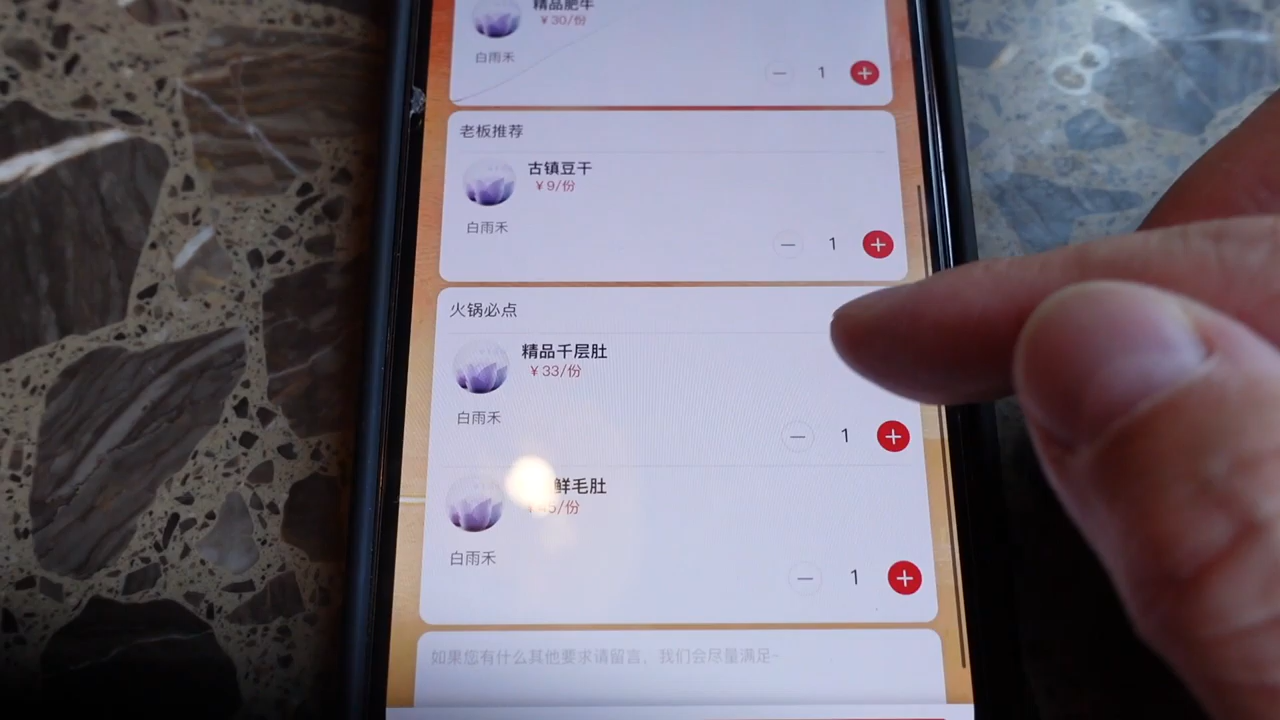 精品肥牛
￥30/份
白雨禾
1
老板推荐
古镇豆干
￥9/份
白雨禾
1
火锅必点
精品千层肚
￥33/份
白雨禾
1
鲜毛肚
5/份
白雨禾
1
如果您有什么其他要求请留言，我们会尽量满足~